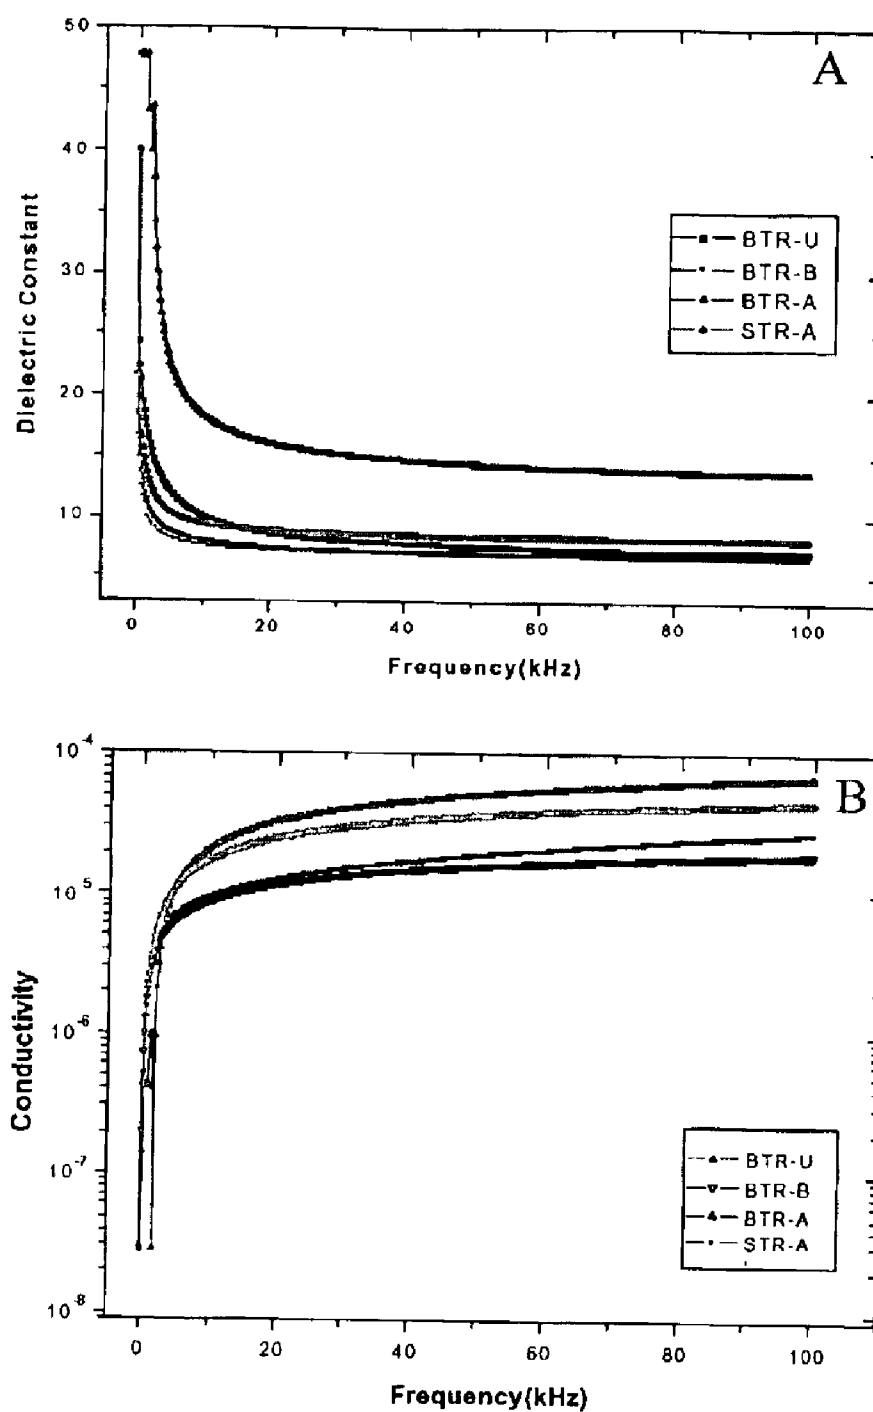 50
A
40
Dielectric Constant
BTR-U
BTR-B
BTR-A
STR-A
30
20
10
0 20 40 60 80 100
Frequency(kHz)
10-4
B
10-5
Conductivity
10-6
BTR-U
BTR-B
BTR-A
STR-A
10-7
10-8
0 20 40 60 80 100
Frequency(kHz)